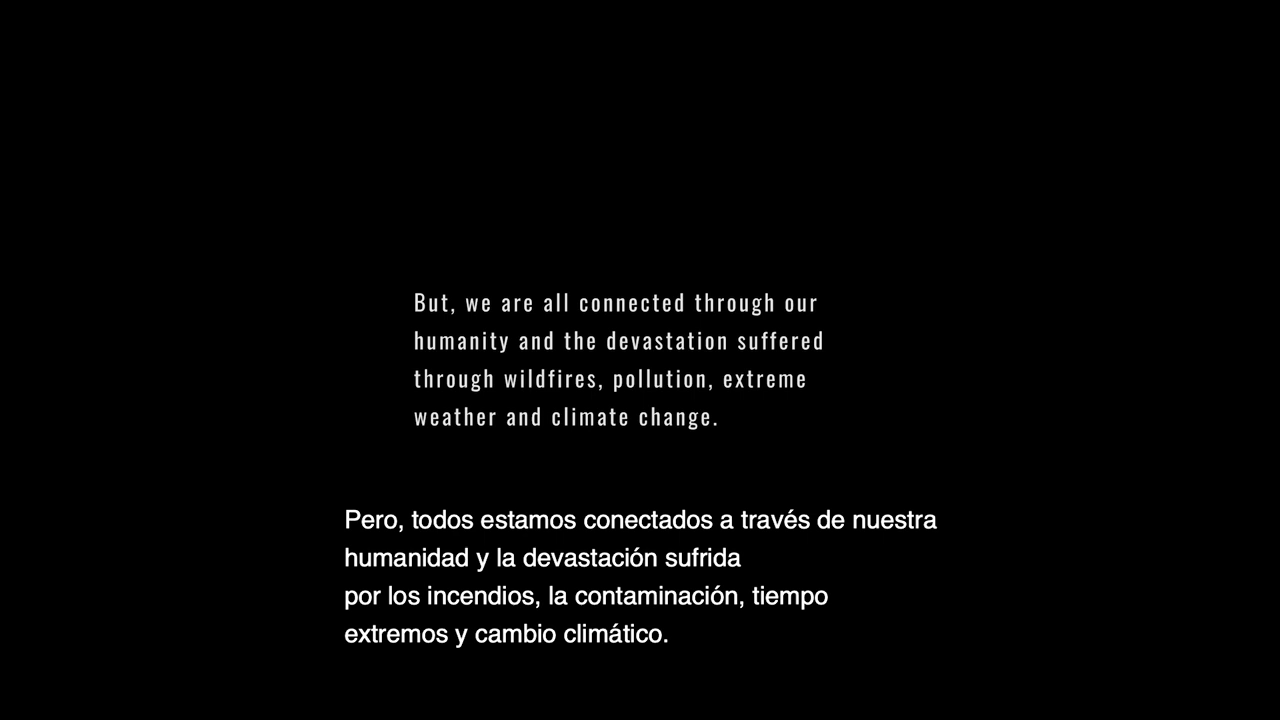 But, we are all connected through our
humanity and the devastation suffered
through wildfires, pollution, extreme
weather and climate change.
Pero, todos estamos conectados a través de nuestra
humanidad y la devastación sufrida
por los incendios, la contaminación, tiempo
extremos y cambio climático.